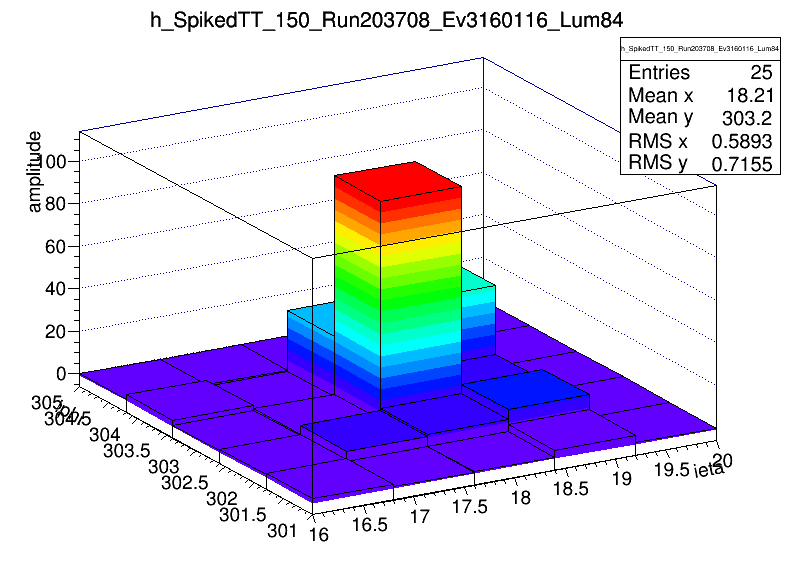 h_SpikedTT_150_Run203708_Ev3160116_Lum84
h_SpikedTT_150_Run203708_Ev3160116_Lum84
Entries 25
Mean x 18.21
Mean y 303.2
RMS x 0.5893
RMS y 0.7155
amplitude
100
80
60
40
20
0
305
304.5
304
303.5
303
302.5
302
301.5
301
16
16.5
17
17.5
18
18.5
19
19.5
20
ieta